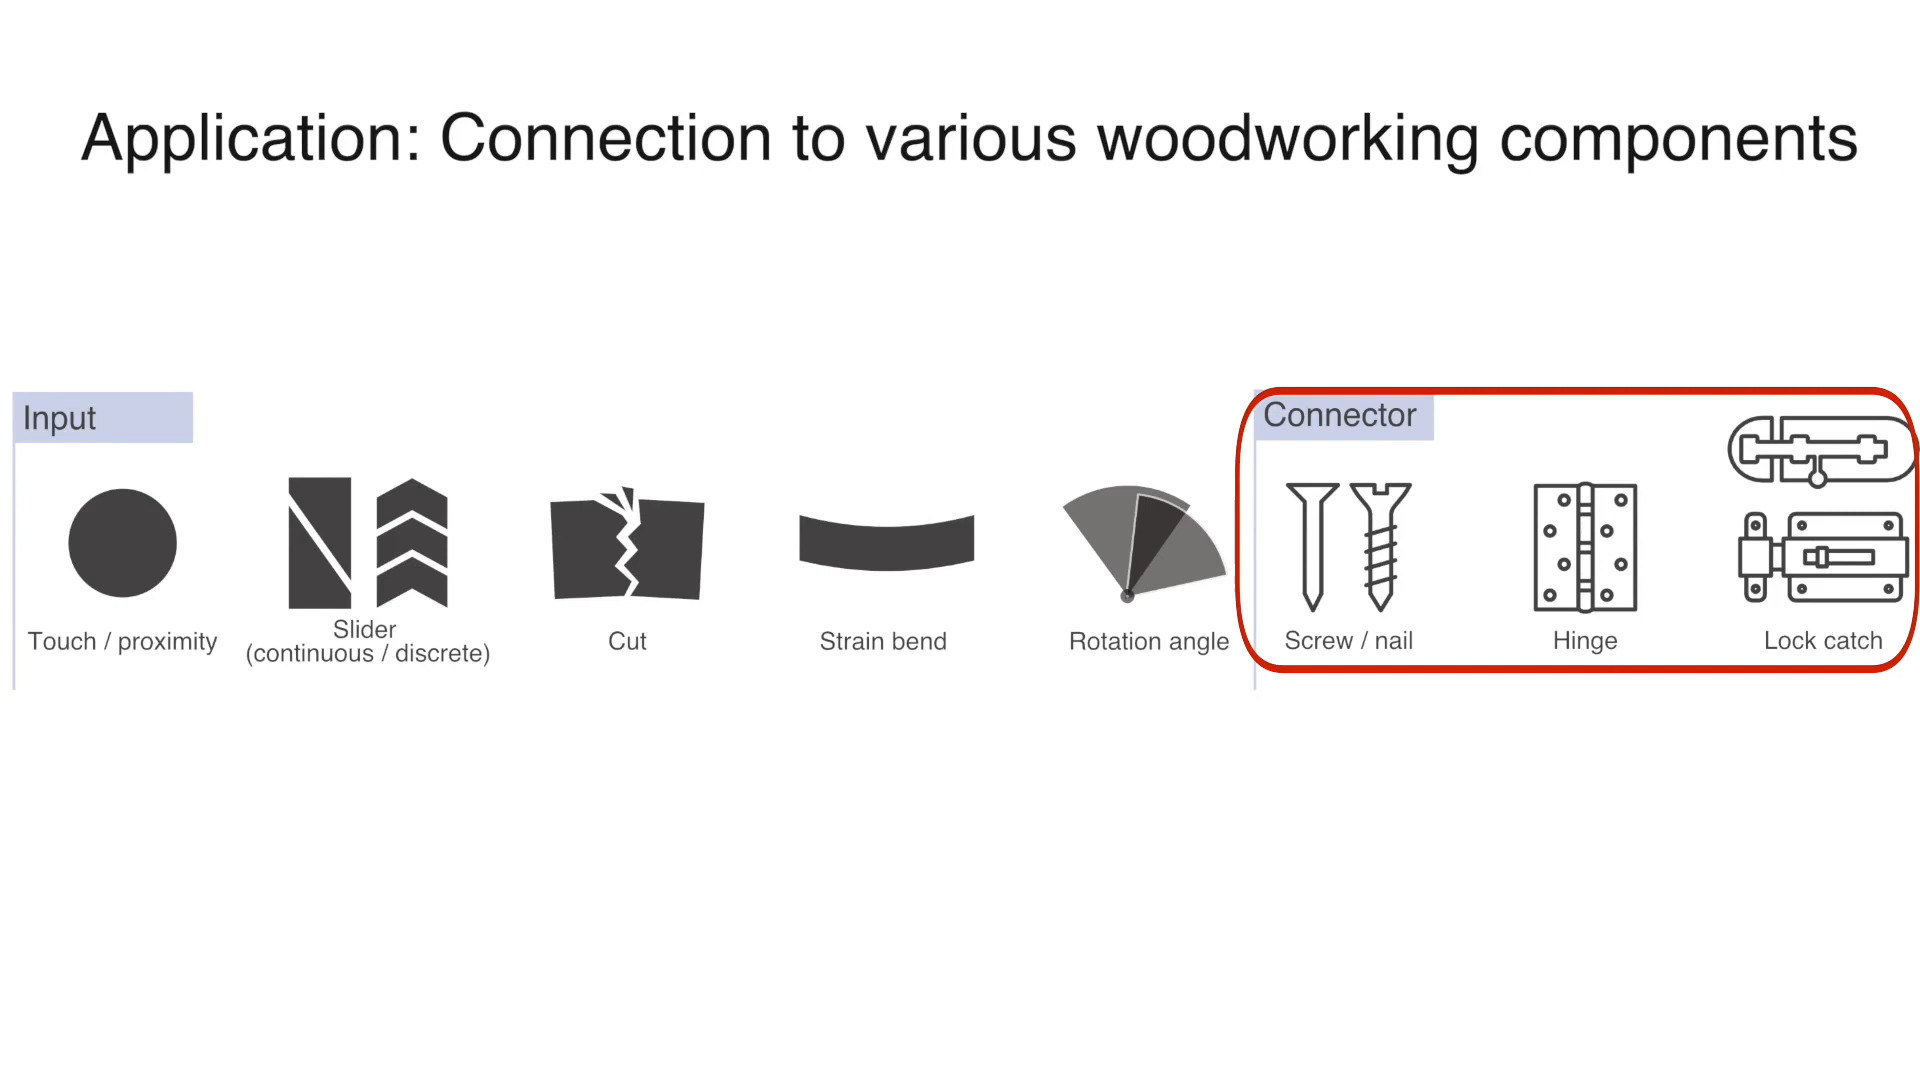 Application: Connection to various woodworking components
Input
Connector
Touch / proximity
Slider
(continuous / discrete)
Cut
Strain bend
Rotation angle
Screw / nail
Hinge
Lock catch